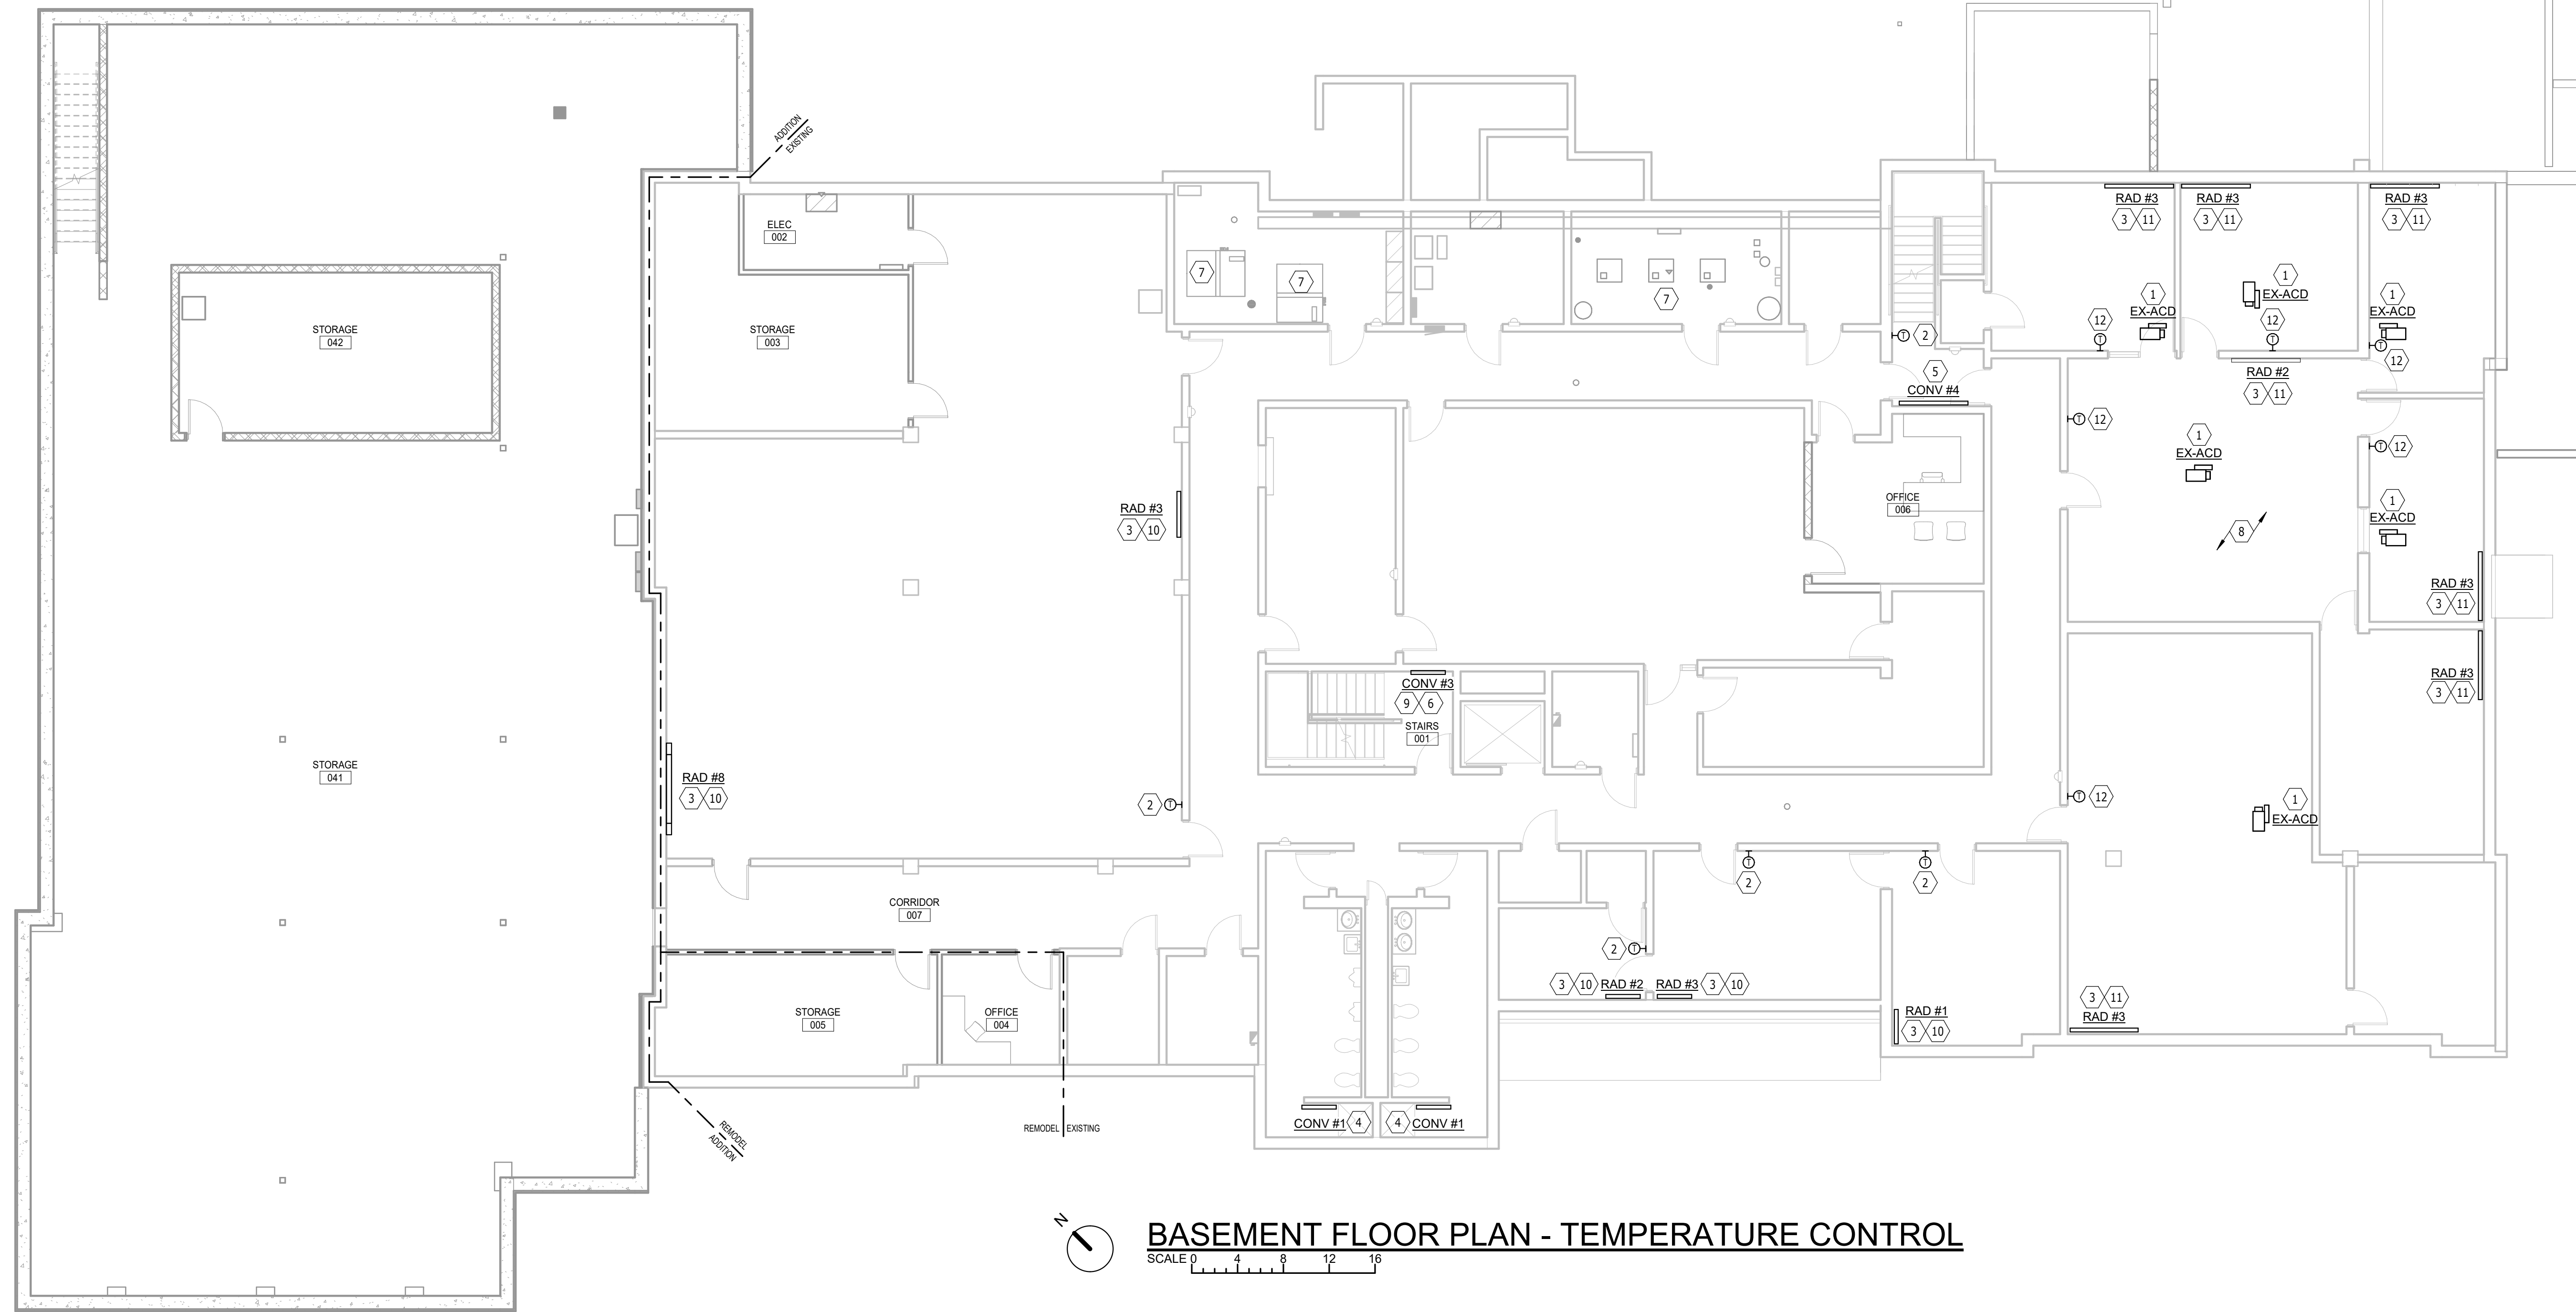 ADDITION
EXISTING
ELEC
002
STORAGE
003
STORAGE
042
STORAGE
041
RAD #8
3 10
RAD #3
3 10
2 T
CORRIDOR
007
STORAGE
005
OFFICE
004
REMODEL
ADDITION
REMODEL EXISTING
7
7
7
T 2
5
CONV #4
OFFICE
006
CONV #3
9 6
STAIRS
001
CONV #1 4
4 CONV #1
T
2
T
2
2 T
3 10 RAD #2
RAD #3 3 10
RAD #1
3 10
RAD #3
3 11
RAD #3
3 11
RAD #3
3 11
1
EX-ACD
12
T
1
EX-ACD
12
T
1
EX-ACD
T
12
RAD #2
3 11
T 12
1
EX-ACD
T 12
1
EX-ACD
8
RAD #3
3 11
RAD #3
3 11
T 12
1
EX-ACD
3 11
RAD #3
N
BASEMENT FLOOR PLAN - TEMPERATURE CONTROL
SCALE 0 4 8 12 16